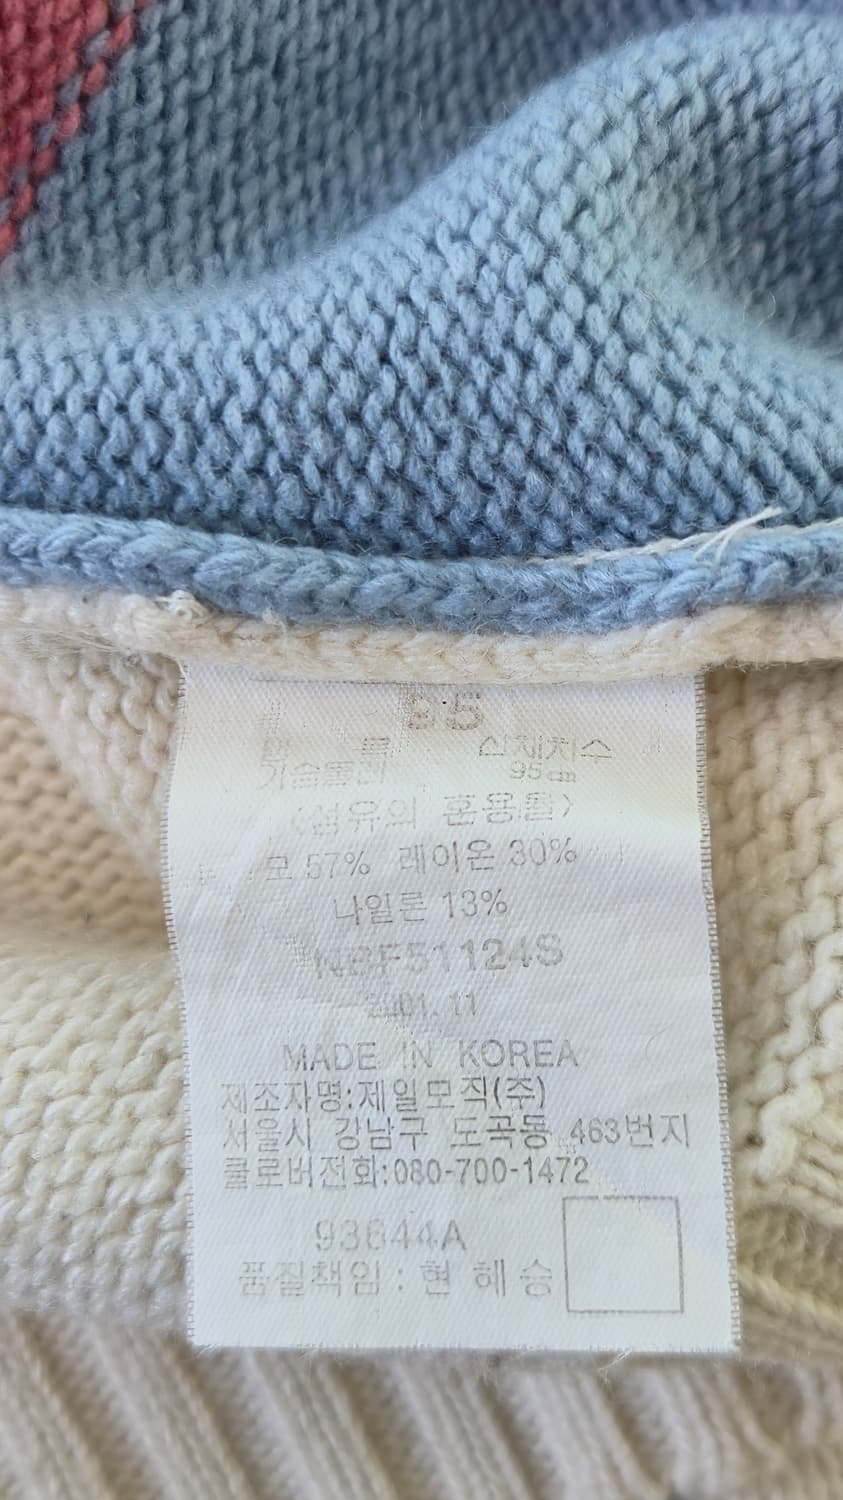 95
신체치수
가슴둘레 95cm
<섬유의 혼용률>
모 57% 레이온 30%
나일론 13%
NBF51124S
2001. 11
MADE IN KOREA
제조자명:제일모직(주)
서울시 강남구 도곡동 463번지
클로버전화:080-700-1472
93644A
품질책임 : 현 혜 승